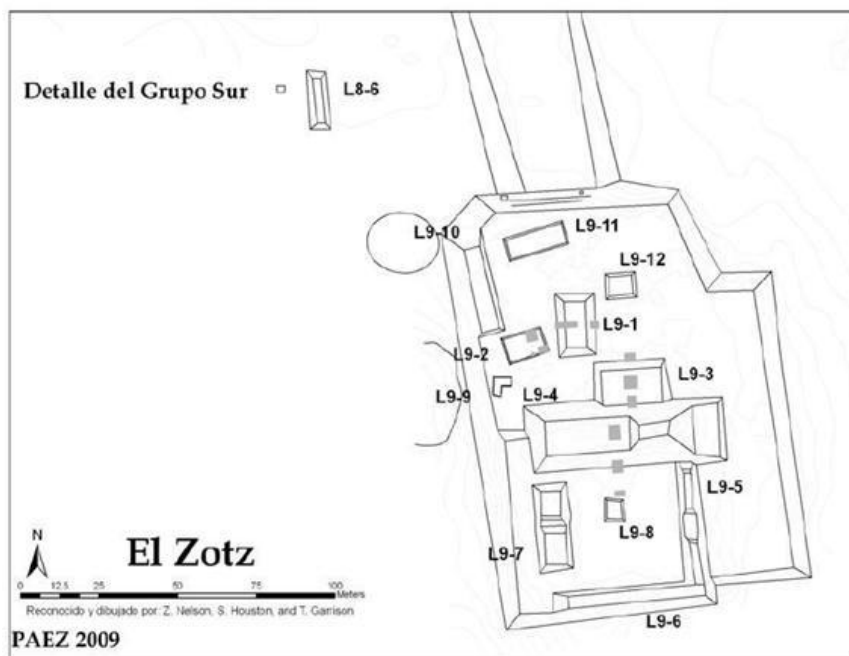 Detalle del Grupo Sur
L8-6
L9-10
L9-11
L9-12
L9-1
L9-2
L9-3
L9-9
L9-4
L9-5
L9-7
L9-8
L9-6
N
El Zotz
0 12.5 25 50 75 100
Metes
Reconocido y dibujado por: Z. Nelson, S. Houston, and T. Garrison
PAEZ 2009